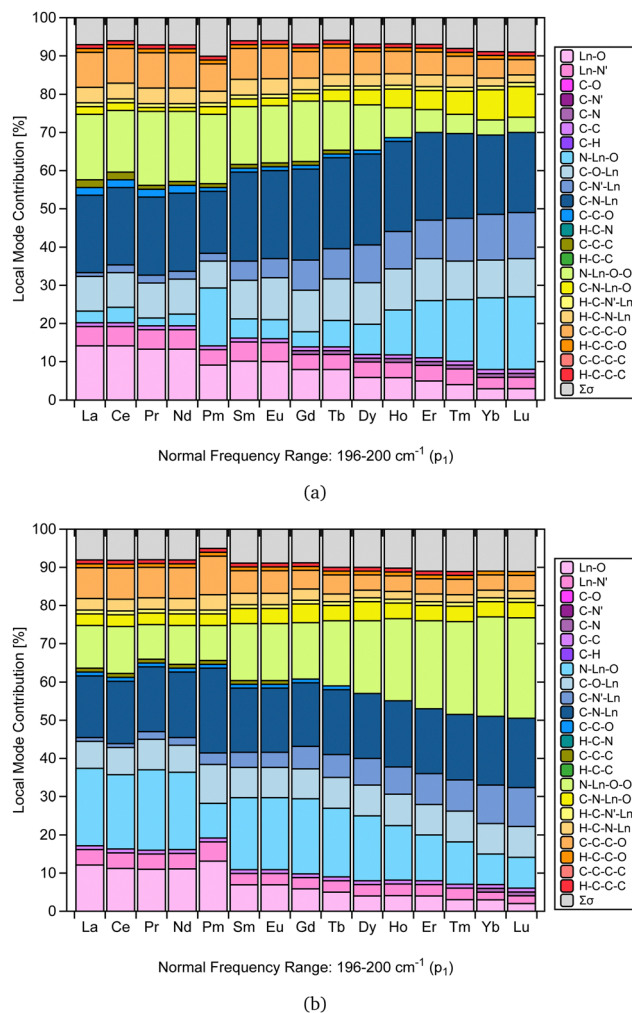 100
90
80
70
60
50
40
30
20
10
0
Local Mode Contribution [%]
La Ce Pr Nd Pm Sm Eu Gd Tb Dy Ho Er Tm Yb Lu
Normal Frequency Range: 196-200 cm⁻¹ (p₁)
Ln-O
Ln-N'
C-O
C-N'
C-N
C-C
C-H
N-Ln-O
C-O-Ln
C-N'-Ln
C-N-Ln
C-C-O
H-C-N
C-C-C
H-C-C
N-Ln-O-O
C-N-Ln-O
H-C-N'-Ln
H-C-N-Ln
C-C-C-O
H-C-C-O
C-C-C-C
H-C-C-C
Σσ
(a)
100
90
80
70
60
50
40
30
20
10
0
Local Mode Contribution [%]
La Ce Pr Nd Pm Sm Eu Gd Tb Dy Ho Er Tm Yb Lu
Normal Frequency Range: 196-200 cm⁻¹ (p₁)
Ln-O
Ln-N'
C-O
C-N'
C-N
C-C
C-H
N-Ln-O
C-O-Ln
C-N'-Ln
C-N-Ln
C-C-O
H-C-N
C-C-C
H-C-C
N-Ln-O-O
C-N-Ln-O
H-C-N'-Ln
H-C-N-Ln
C-C-C-O
H-C-C-O
C-C-C-C
H-C-C-C
Σσ
(b)